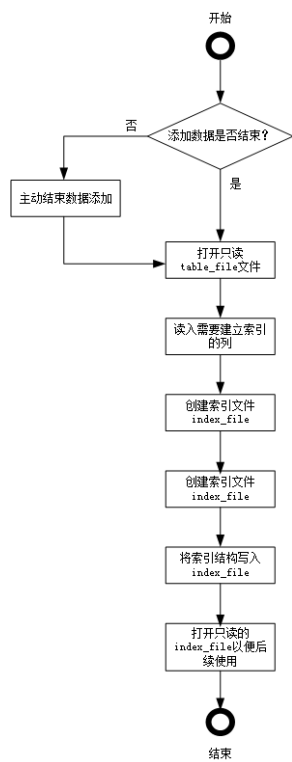 开始
添加数据是否结束?
否
是
主动结束数据添加
打开只读
table_file文件
读入需要建立索引
的列
创建索引文件
index_file
创建索引文件
index_file
将索引结构写入
index_file
打开只读的
index_file以便后
续使用
结束